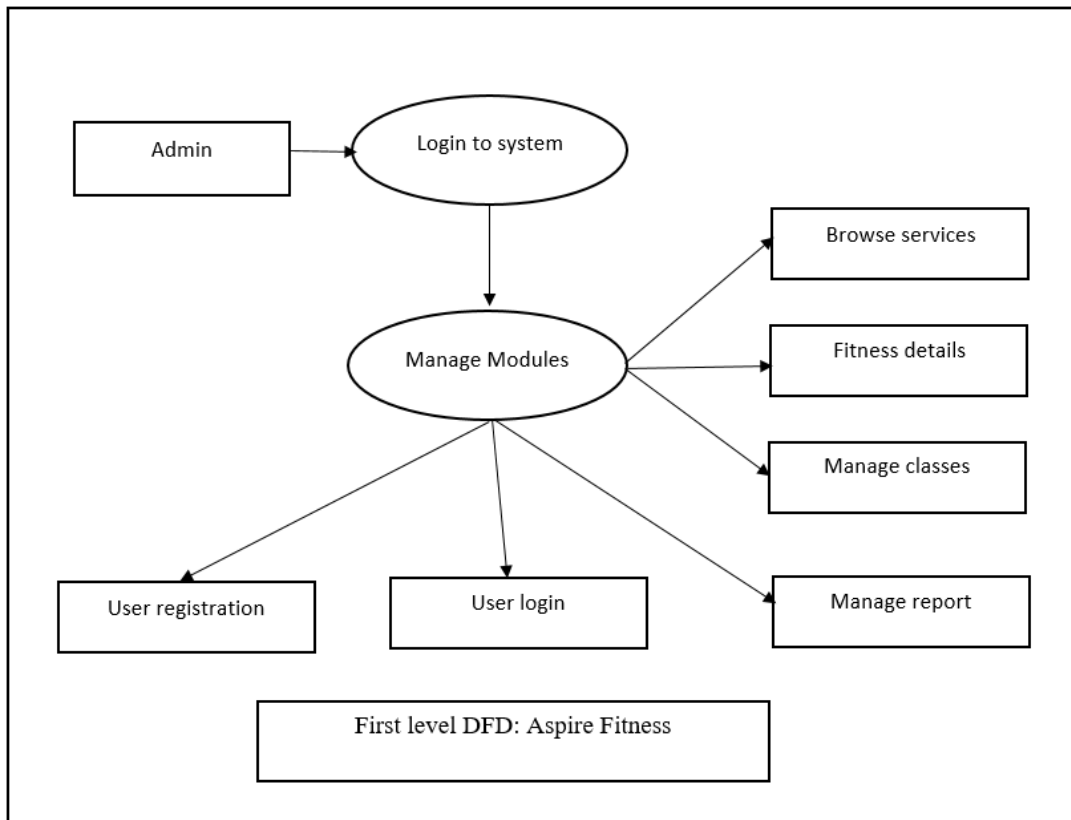 Admin
Login to system
Browse services
Manage Modules
Fitness details
Manage classes
User registration
User login
Manage report
First level DFD: Aspire Fitness